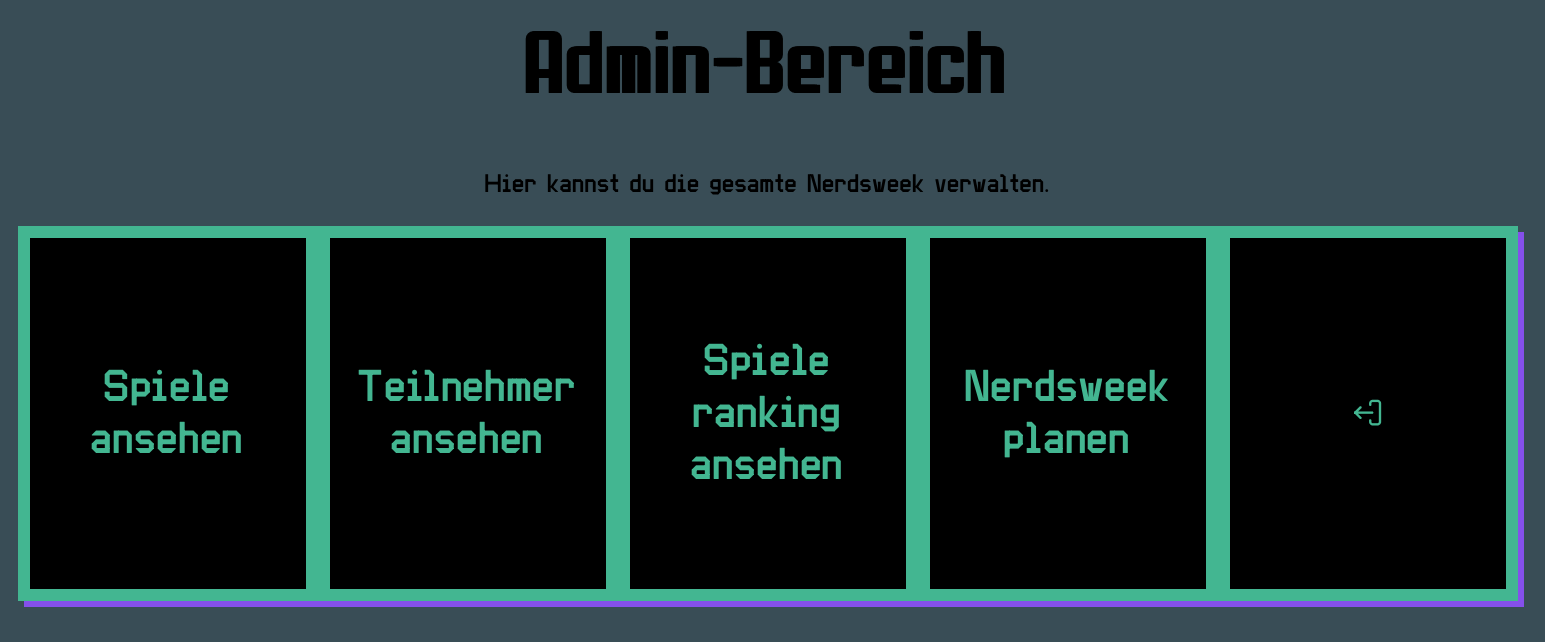 Admin-Bereich
Hier kannst du die gesamte Nerdsweek verwalten.
Spiele
ansehen
Teilnehmer
ansehen
Spiele
ranking
ansehen
Nerdsweek
planen